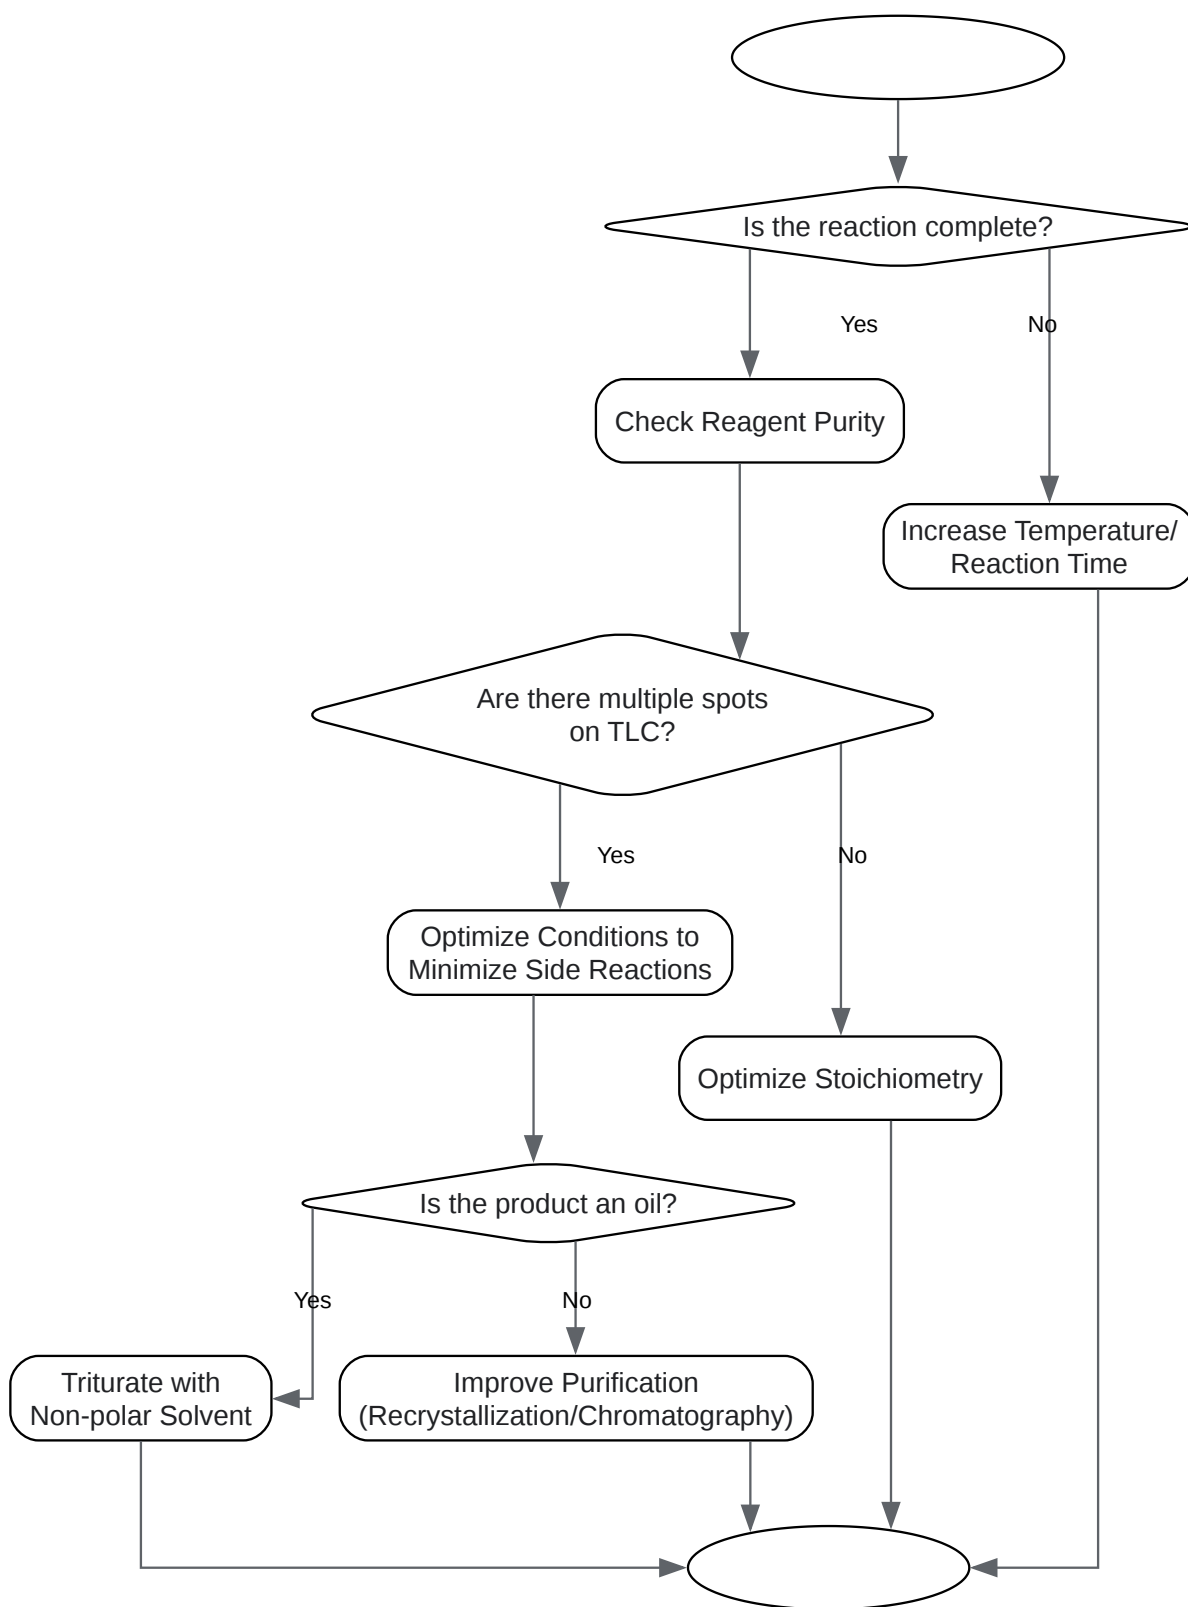 Is the reaction complete?
Yes
No
Check Reagent Purity
Increase Temperature/
Reaction Time
Are there multiple spots
on TLC?
Yes
No
Optimize Conditions to
Minimize Side Reactions
Optimize Stoichiometry
Is the product an oil?
Yes
No
Triturate with
Non-polar Solvent
Improve Purification
(Recrystallization/Chromatography)